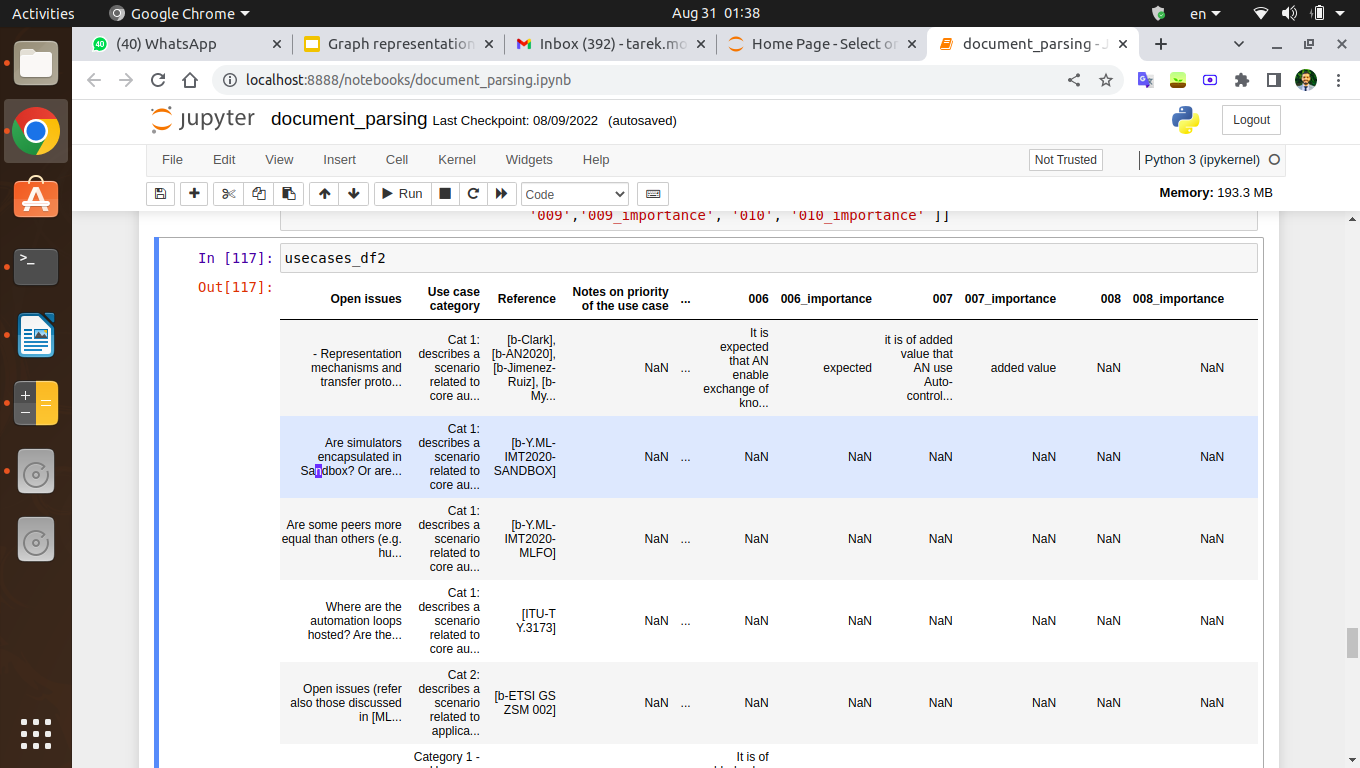 Activities Google Chrome Aug 31 01:38 en
(40) WhatsApp Graph representation Inbox (392) - tarek.mo Home Page - Select or document_parsing - J
localhost:8888/notebooks/document_parsing.ipynb
jupyter document_parsing Last Checkpoint: 08/09/2022 (autosaved) Logout
File Edit View Insert Cell Kernel Widgets Help Not Trusted Python 3 (ipykernel)
Run Code Memory: 193.3 MB
'009','009_importance', '010', '010_importance' ]]
In [117]: usecases_df2
Out[117]:
Open issues Use case category Reference Notes on priority of the use case ... 006 006_importance 007 007_importance 008 008_importance
- Representation mechanisms and transfer proto... Cat 1: describes a scenario related to core au... [b-Clark], [b-AN2020], [b-Jimenez-Ruiz], [b-My... NaN ... It is expected that AN enable exchange of kno... expected it is of added value that AN use Auto-control... added value NaN NaN
Are simulators encapsulated in Sandbox? Or are... Cat 1: describes a scenario related to core au... [b-Y.ML-IMT2020-SANDBOX] NaN ... NaN NaN NaN NaN NaN NaN
Are some peers more equal than others (e.g. hu... Cat 1: describes a scenario related to core au... [b-Y.ML-IMT2020-MLFO] NaN ... NaN NaN NaN NaN NaN NaN
Where are the automation loops hosted? Are the... Cat 1: describes a scenario related to core au... [ITU-T Y.3173] NaN ... NaN NaN NaN NaN NaN NaN
Open issues (refer also those discussed in [ML... Cat 2: describes a scenario related to applica... [b-ETSI GS ZSM 002] NaN ... NaN NaN NaN NaN NaN NaN
Category 1 - It is of